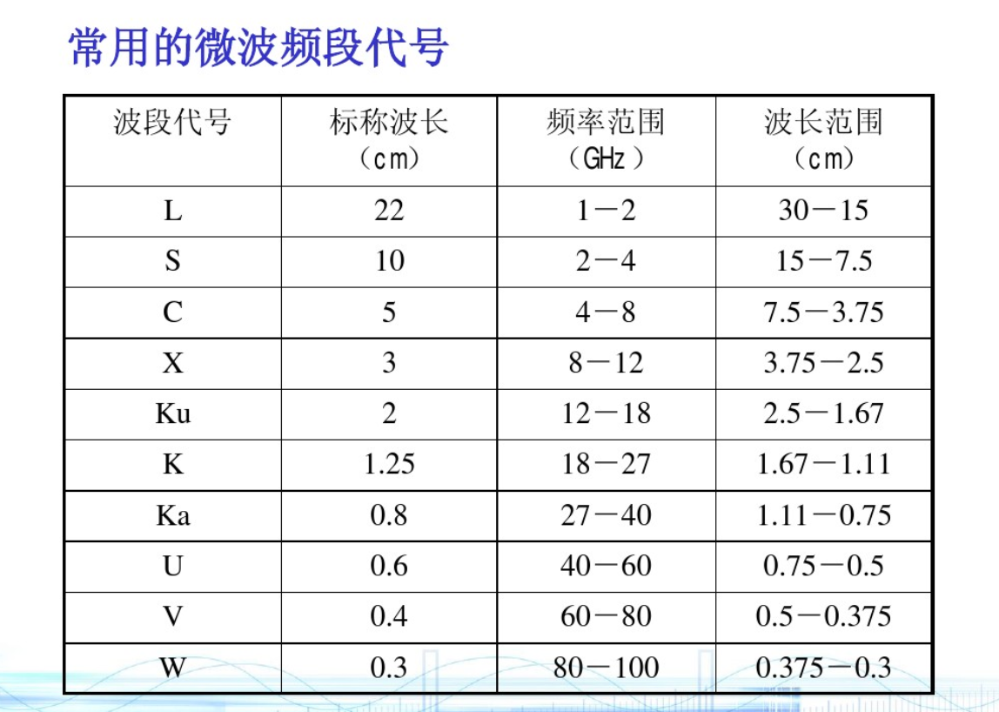 常用的微波频段代号
波段代号 标称波长 频率范围 波长范围
（cm） （GHz ） （cm）
L 22 1－2 30－15
S 10 2－4 15－7.5
C 5 4－8 7.5－3.75
X 3 8－12 3.75－2.5
Ku 2 12－18 2.5－1.67
K 1.25 18－27 1.67－1.11
Ka 0.8 27－40 1.11－0.75
U 0.6 40－60 0.75－0.5
V 0.4 60－80 0.5－0.375
W 0.3 80－100 0.375－0.3